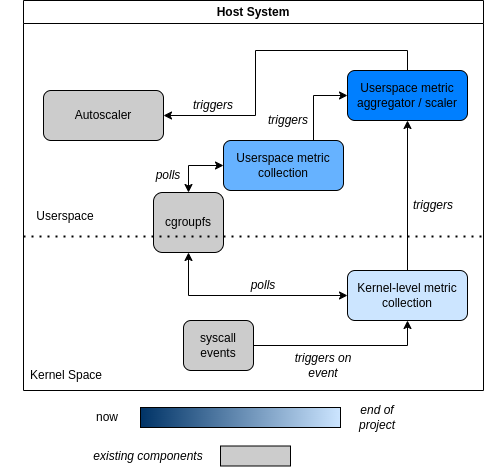 Host System
Userspace metric
aggregator / scaler
Autoscaler
triggers
triggers
Userspace metric
collection
polls
cgroupfs
triggers
Userspace
polls
Kernel-level metric
collection
syscall
events
triggers on
event
Kernel Space
now
end of
project
existing components